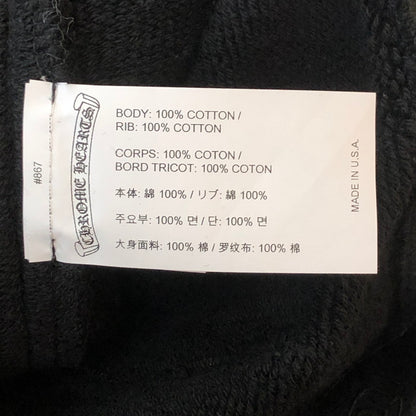 #867
CHROME HEARTS
BODY: 100% COTTON /
RIB: 100% COTTON
CORPS: 100% COTON /
BORD TRICOT: 100% COTON
本体: 綿 100% / リブ: 綿 100%
주요부: 100% 면 / 단: 100% 면
大身面料: 100% 棉 / 罗纹布: 100% 棉
MADE IN U.S.A.